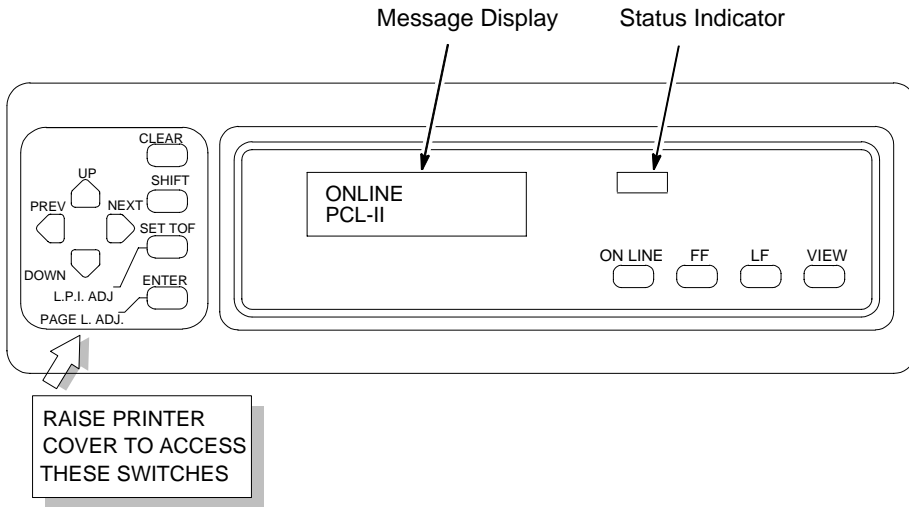 Message Display
Status Indicator
CLEAR
UP
SHIFT
PREV
NEXT
SET TOF
DOWN
ENTER
L.P.I. ADJ
PAGE L. ADJ.
ONLINE
PCL-II
ON LINE
FF
LF
VIEW
RAISE PRINTER
COVER TO ACCESS
THESE SWITCHES